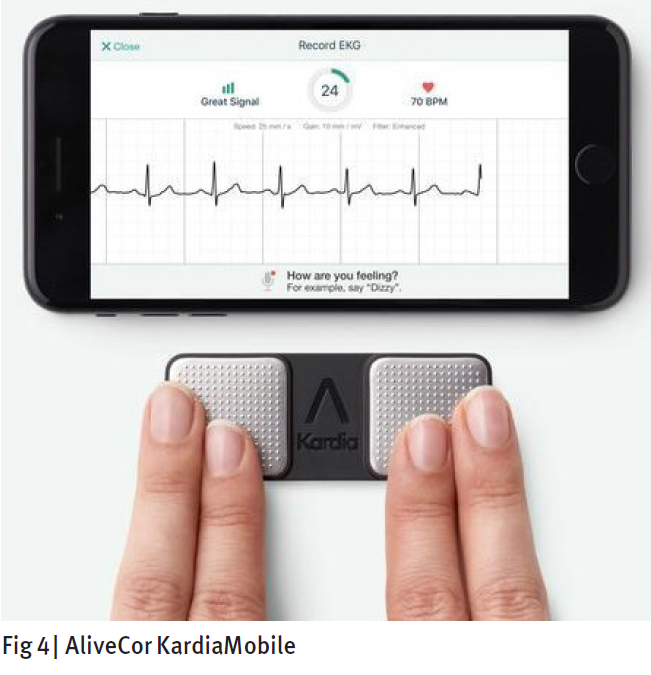 X Close
Record EKG
24
Great Signal
70 BPM
Speed: 25 mm/s Gain: 10 mm/mV Filter: Enhanced
How are you feeling?
For example, say "Dizzy".
Kardia
Fig 4| AliveCor KardiaMobile